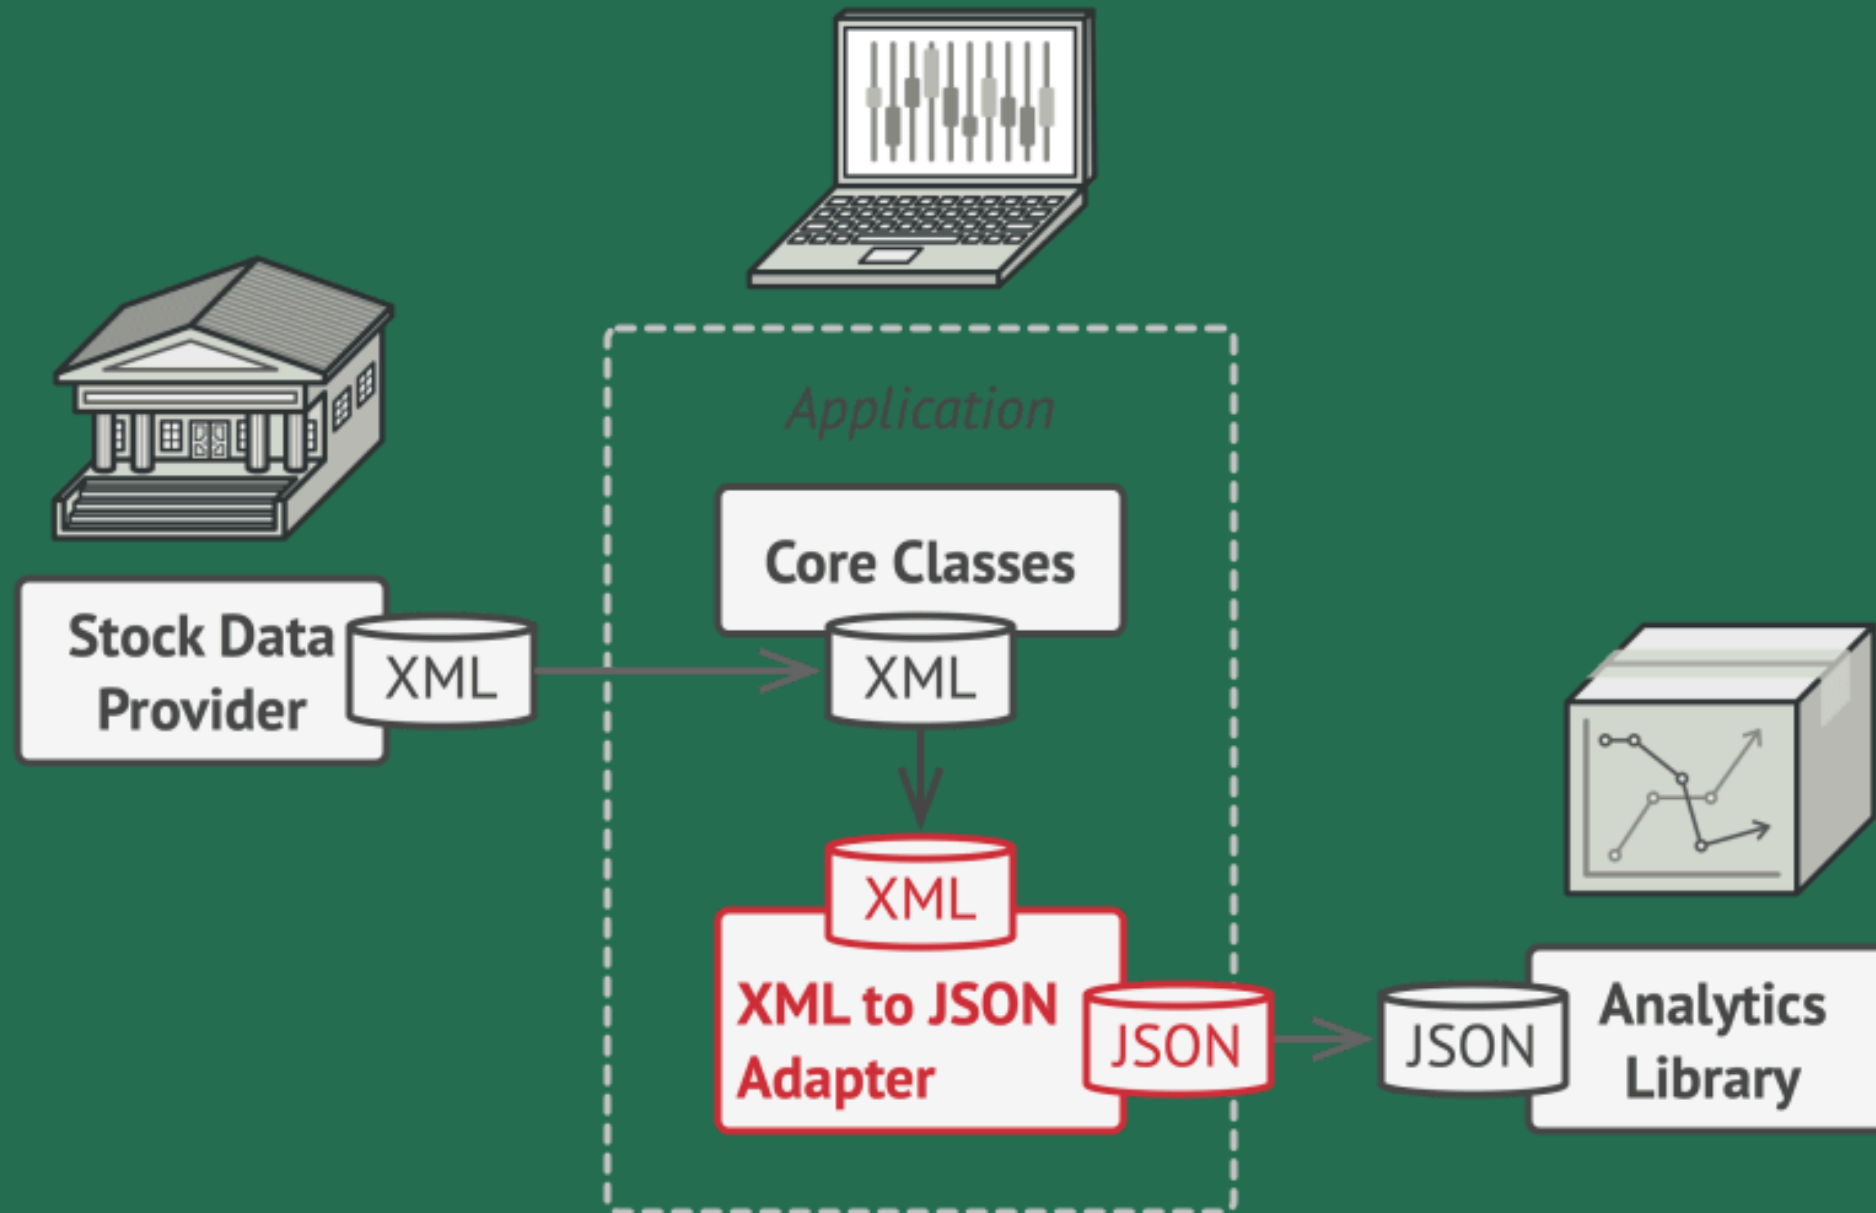 Application
Core Classes
Stock Data
Provider
XML
XML
XML
XML to JSON
Adapter
JSON
JSON
Analytics
Library